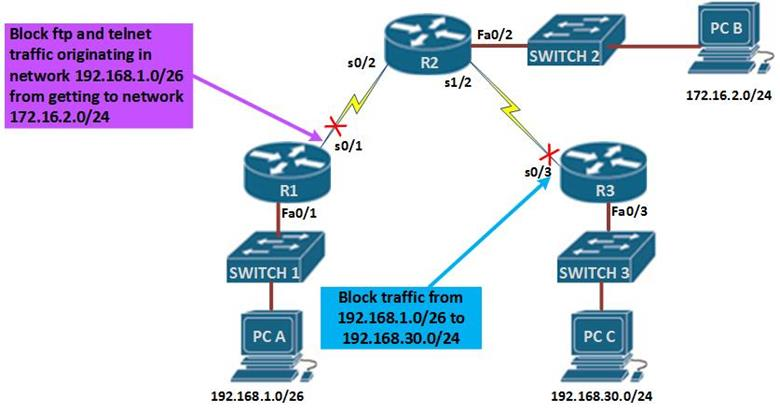 Block ftp and telnet
traffic originating in
network 192.168.1.0/26
from getting to network
172.16.2.0/24
s0/2
R2
Fa0/2
s1/2
SWITCH 2
PC B
172.16.2.0/24
s0/1
R1
Fa0/1
s0/3
R3
Fa0/3
SWITCH 1
SWITCH 3
Block traffic from
192.168.1.0/26 to
192.168.30.0/24
PC A
PC C
192.168.1.0/26
192.168.30.0/24